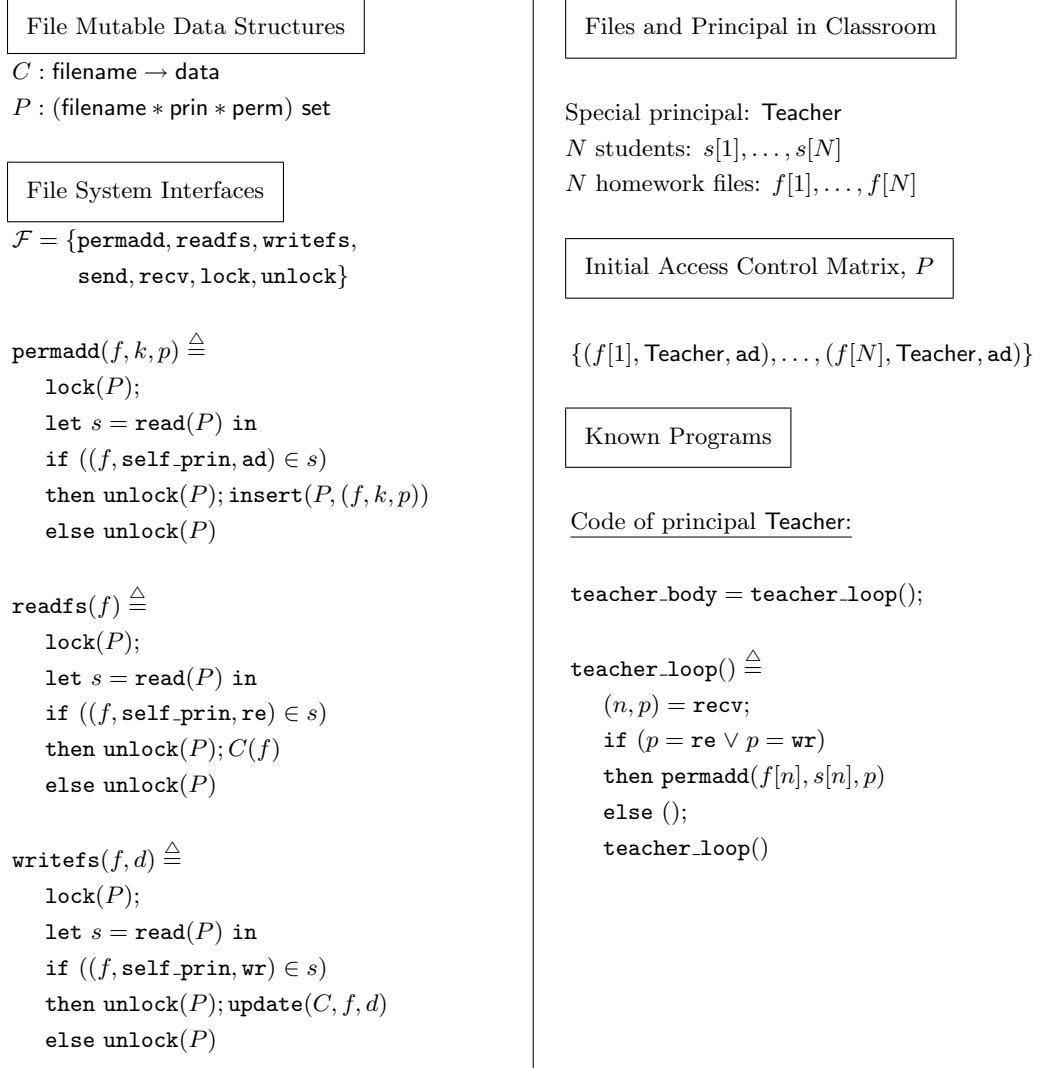 File Mutable Data Structures
C : filename → data
P : (filename ∗ prin ∗ perm) set
File System Interfaces
ℱ = {permadd, readfs, writefs,
send, recv, lock, unlock}
permadd(f, k, p) ≜
lock(P);
let s = read(P) in
if ((f, self_prin, ad) ∈ s)
then unlock(P); insert(P, (f, k, p))
else unlock(P)
readfs(f) ≜
lock(P);
let s = read(P) in
if ((f, self_prin, re) ∈ s)
then unlock(P); C(f)
else unlock(P)
writefs(f, d) ≜
lock(P);
let s = read(P) in
if ((f, self_prin, wr) ∈ s)
then unlock(P); update(C, f, d)
else unlock(P)
Files and Principal in Classroom
Special principal: Teacher
N students: s[1], . . . , s[N]
N homework files: f[1], . . . , f[N]
Initial Access Control Matrix, P
{(f[1], Teacher, ad), . . . , (f[N], Teacher, ad)}
Known Programs
Code of principal Teacher:
teacher_body = teacher_loop();
teacher_loop() ≜
(n, p) = recv;
if (p = re ∨ p = wr)
then permadd(f[n], s[n], p)
else ();
teacher_loop()